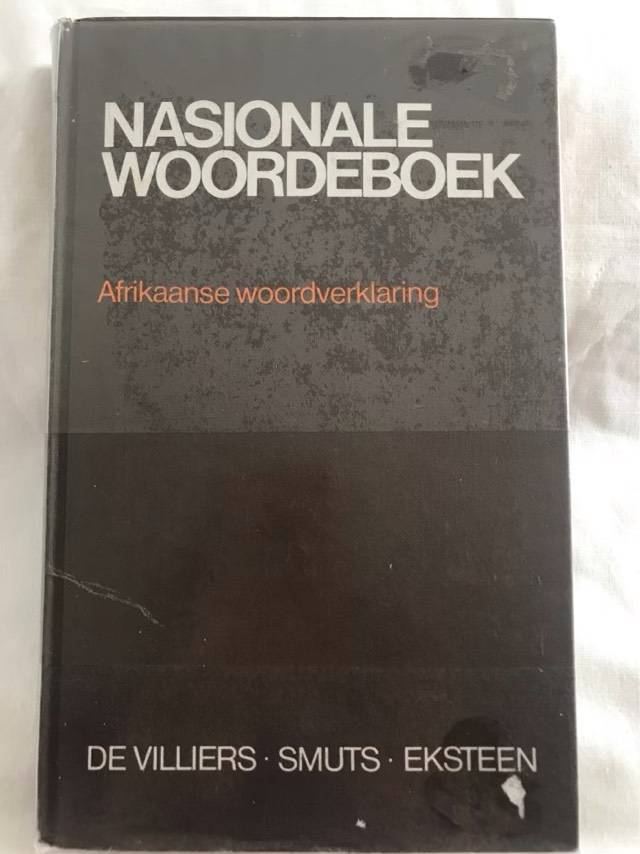 NASIONALE
WOORDEBOEK
Afrikaanse woordverklaring
DE VILLIERS · SMUTS · EKSTEEN